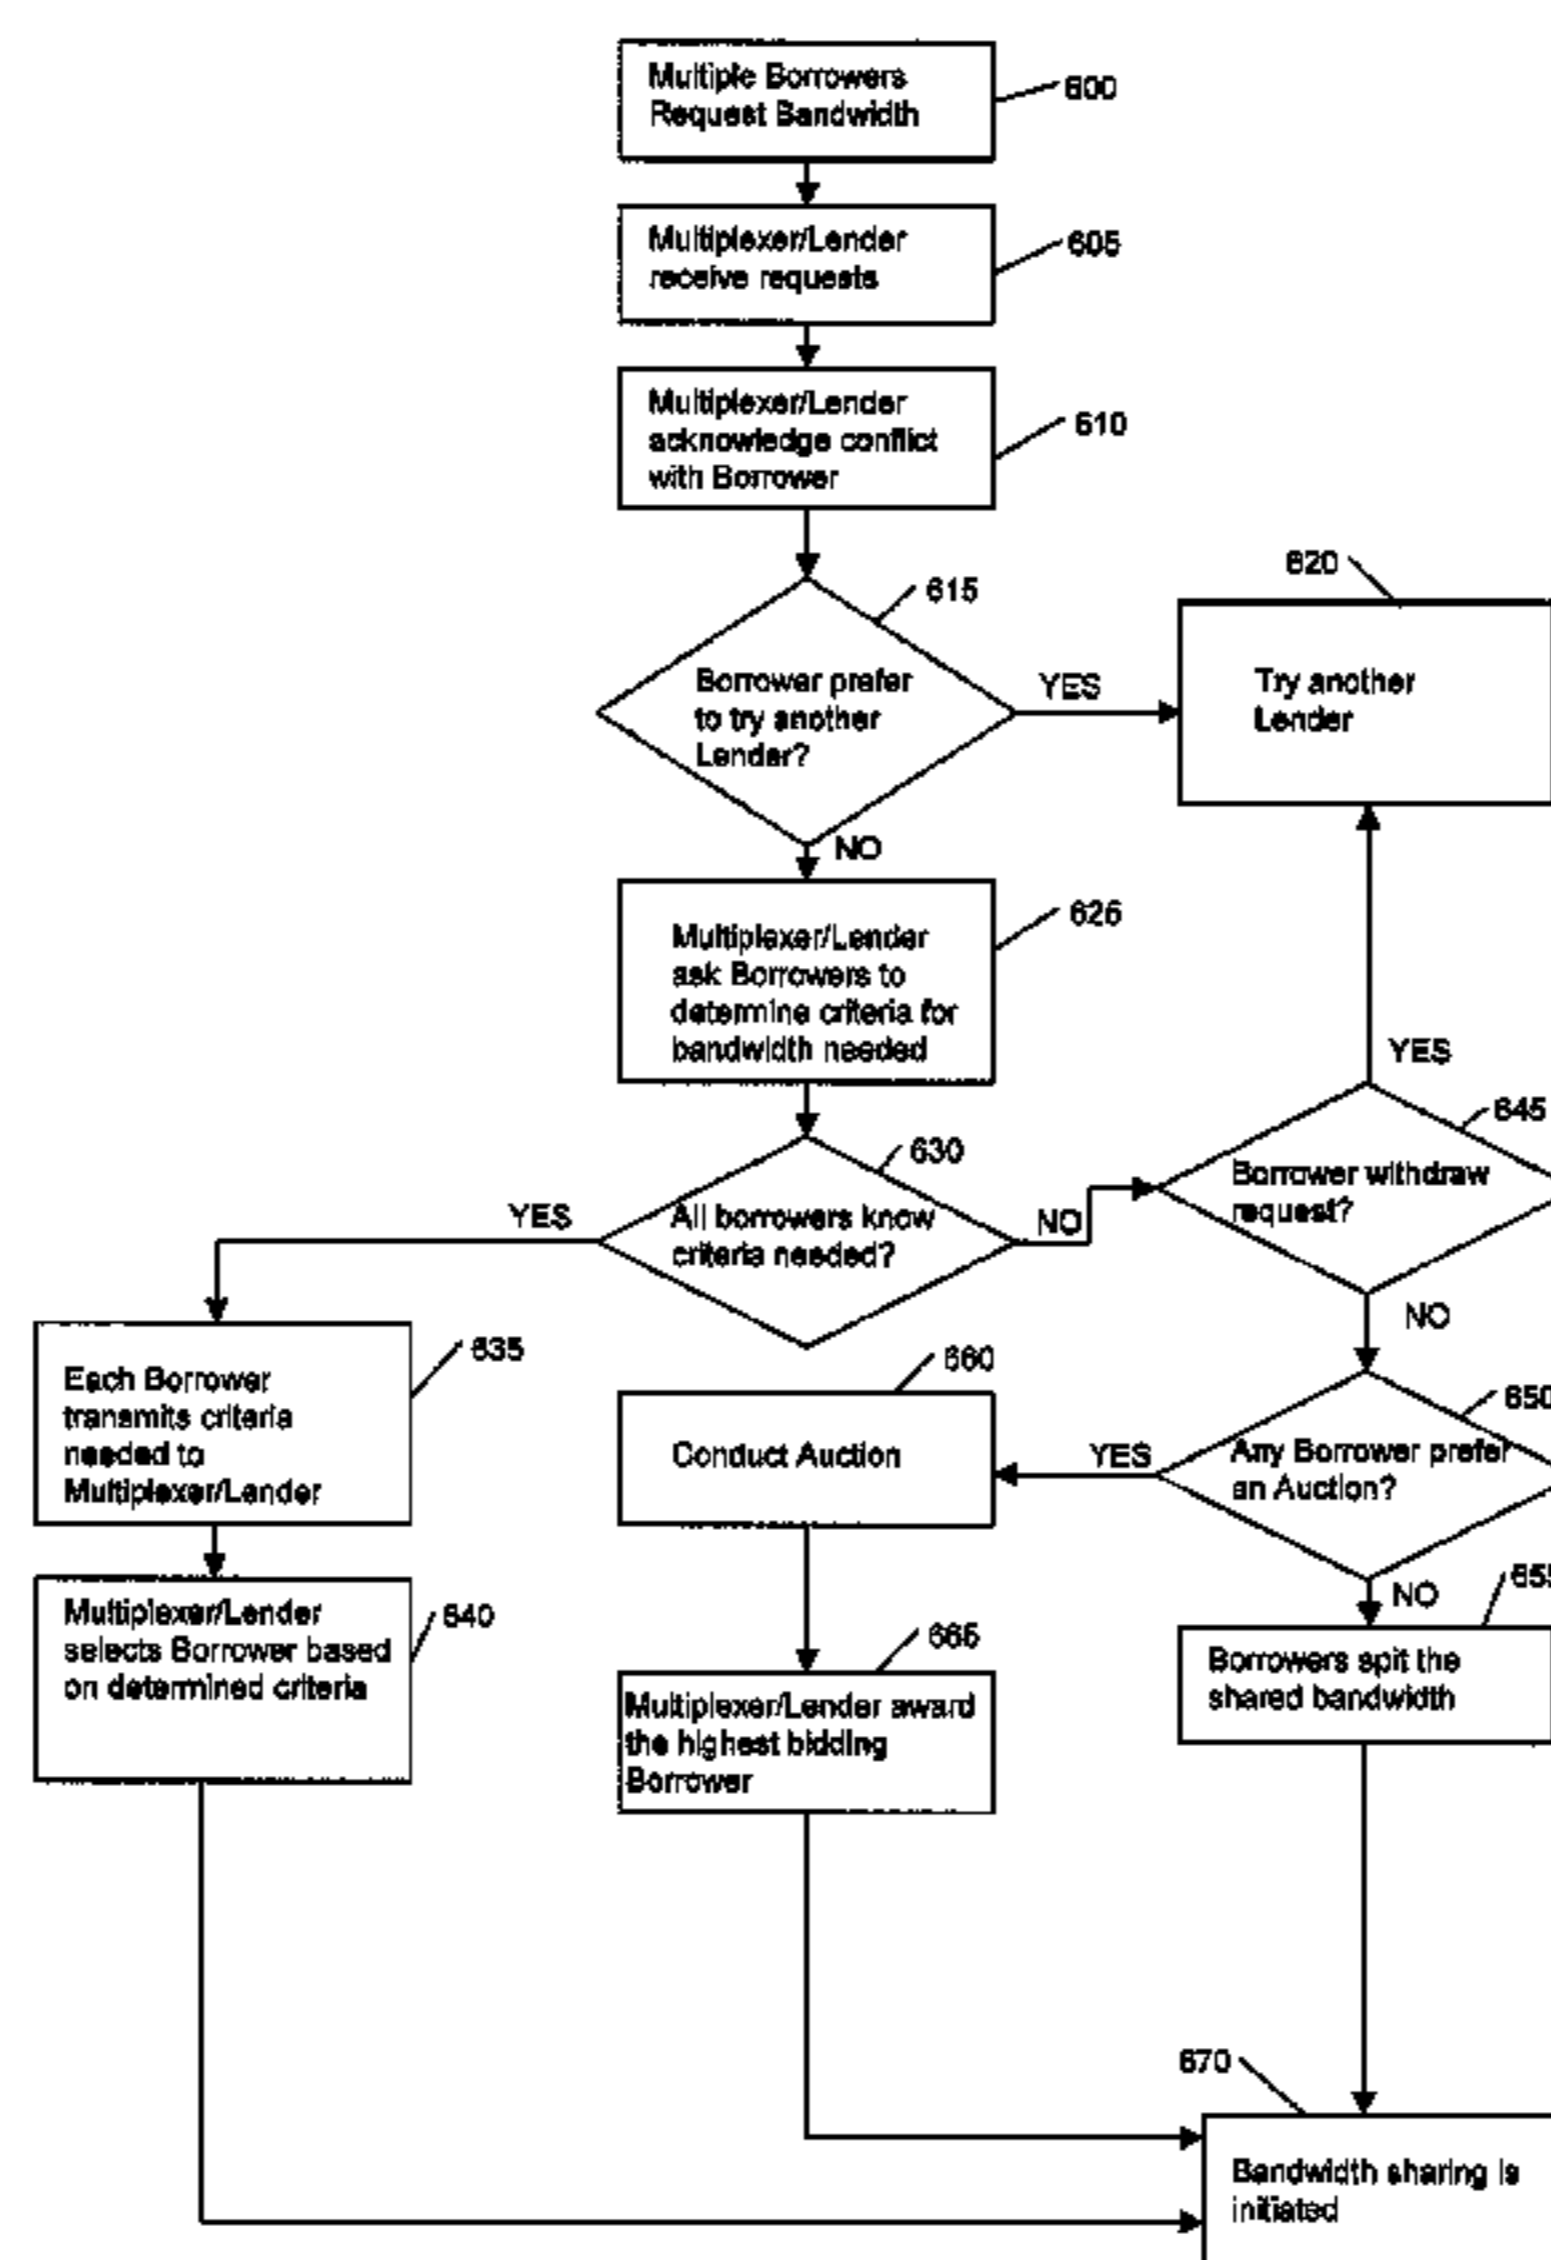 Multiple Borrowers
Request Bandwidth
600
Multiplexer/Lender
receive requests
605
Multiplexer/Lender
acknowledge conflict
with Borrower
610
615
Borrower prefer
to try another
Lender?
YES
620
Try another
Lender
NO
Multiplexer/Lender
ask Borrowers to
determine criteria for
bandwidth needed
625
YES
630
All borrowers know
criteria needed?
YES
NO
645
Borrower withdraw
request?
NO
635
Each Borrower
transmits criteria
needed to
Multiplexer/Lender
660
Conduct Auction
YES
650
Any Borrower prefer
an Auction?
NO
Multiplexer/Lender
selects Borrower based
on determined criteria
640
665
Multiplexer/Lender award
the highest bidding
Borrower
655
Borrowers spit the
shared bandwidth
670
Bandwidth sharing is
initiated